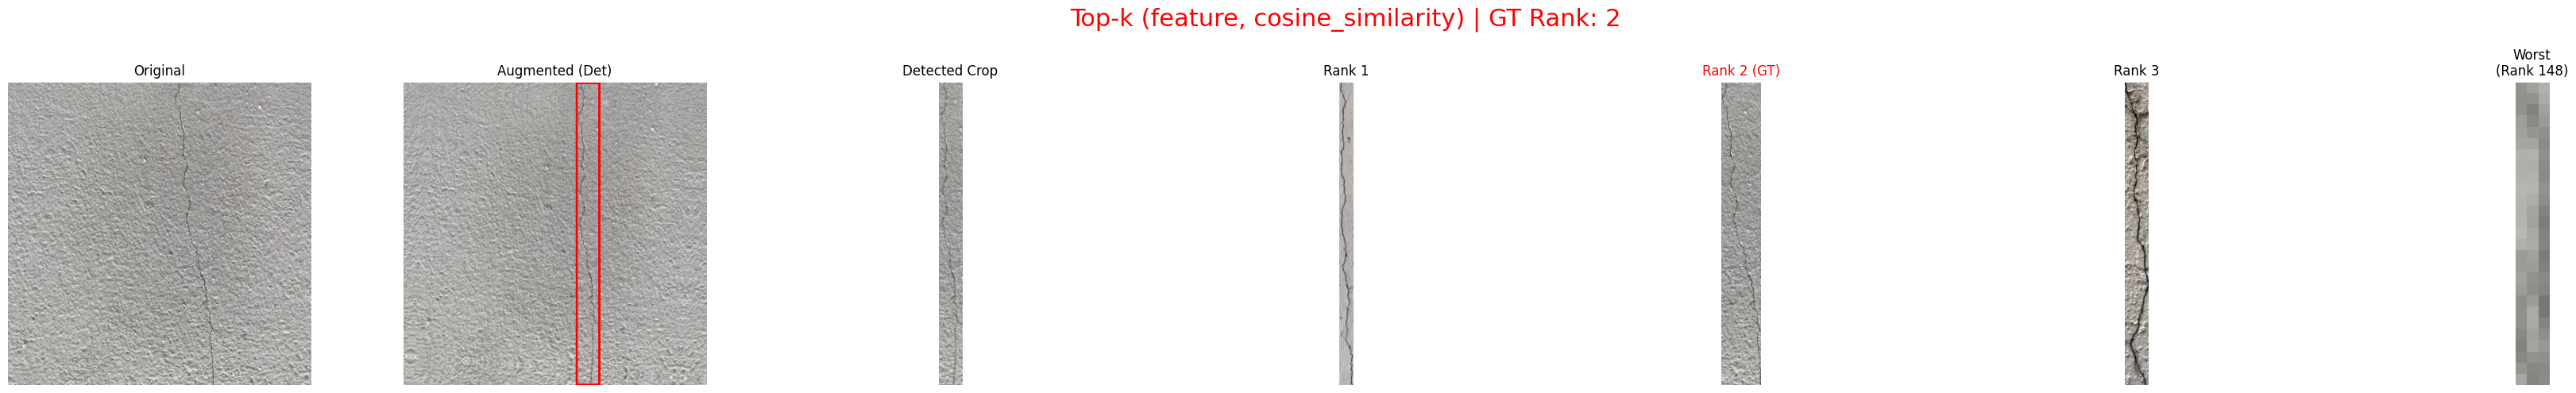 Top-k (feature, cosine_similarity) | GT Rank: 2
Original
Augmented (Det)
Detected Crop
Rank 1
Rank 2 (GT)
Rank 3
Worst
(Rank 148)